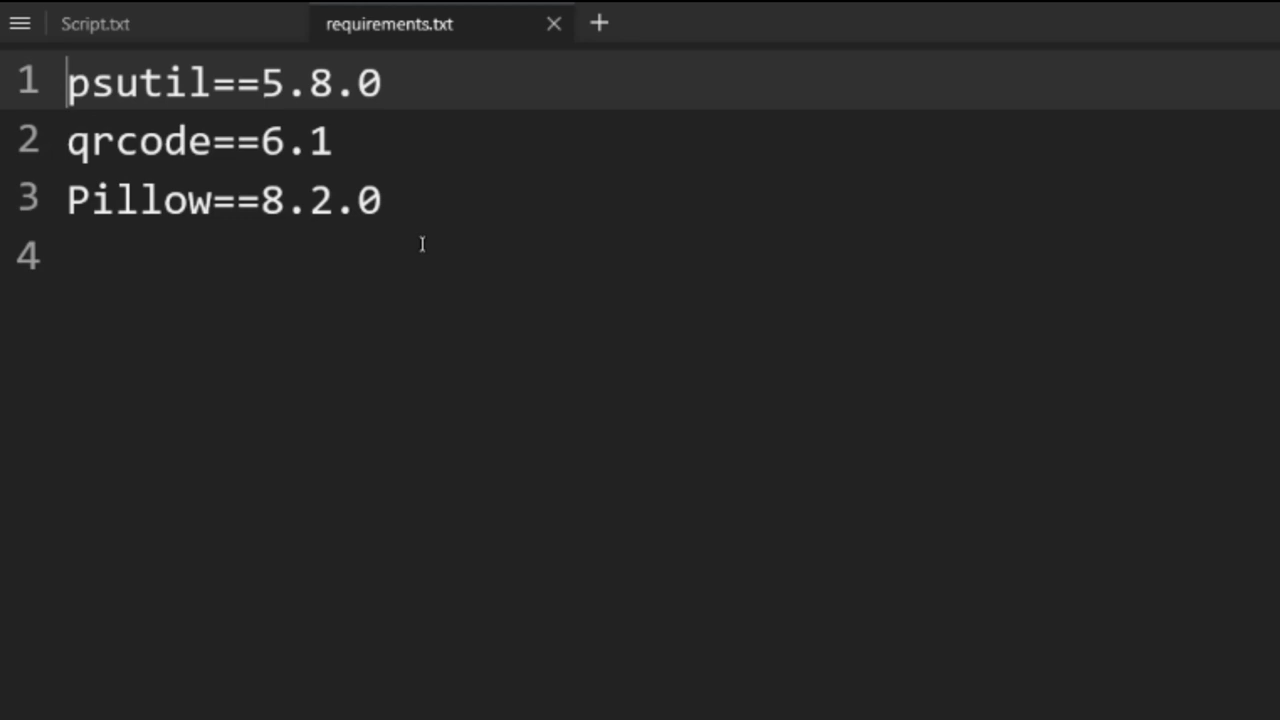 Script.txt
requirements.txt
1 psutil==5.8.0
2 qrcode==6.1
3 Pillow==8.2.0
4